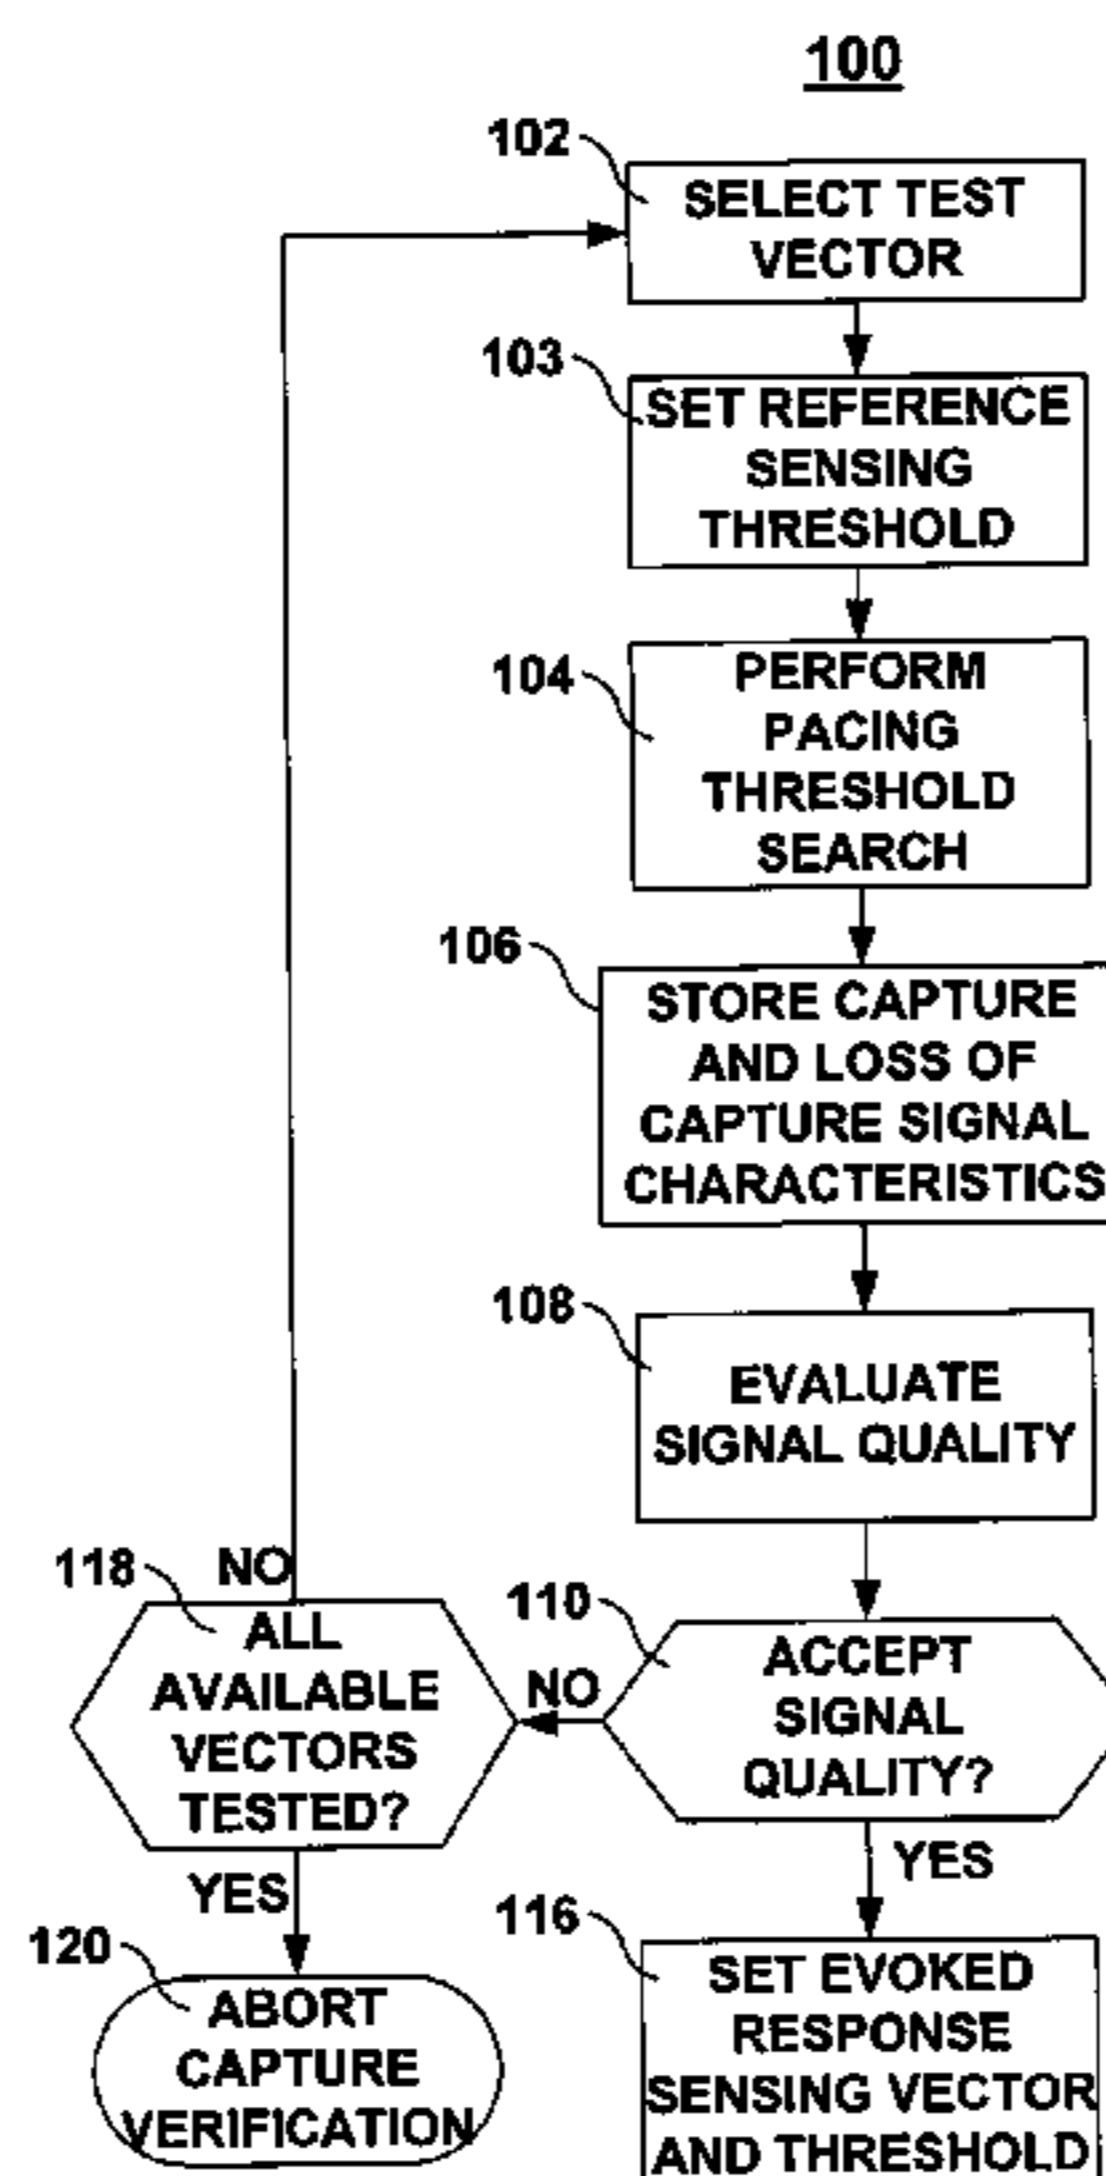 100
102
SELECT TEST
VECTOR
103
SET REFERENCE
SENSING
THRESHOLD
104
PERFORM
PACING
THRESHOLD
SEARCH
106
STORE CAPTURE
AND LOSS OF
CAPTURE SIGNAL
CHARACTERISTICS
108
EVALUATE
SIGNAL QUALITY
110
ACCEPT
SIGNAL
QUALITY?
NO
YES
118
NO
ALL
AVAILABLE
VECTORS
TESTED?
YES
120
ABORT
CAPTURE
VERIFICATION
116
SET EVOKED
RESPONSE
SENSING VECTOR
AND THRESHOLD